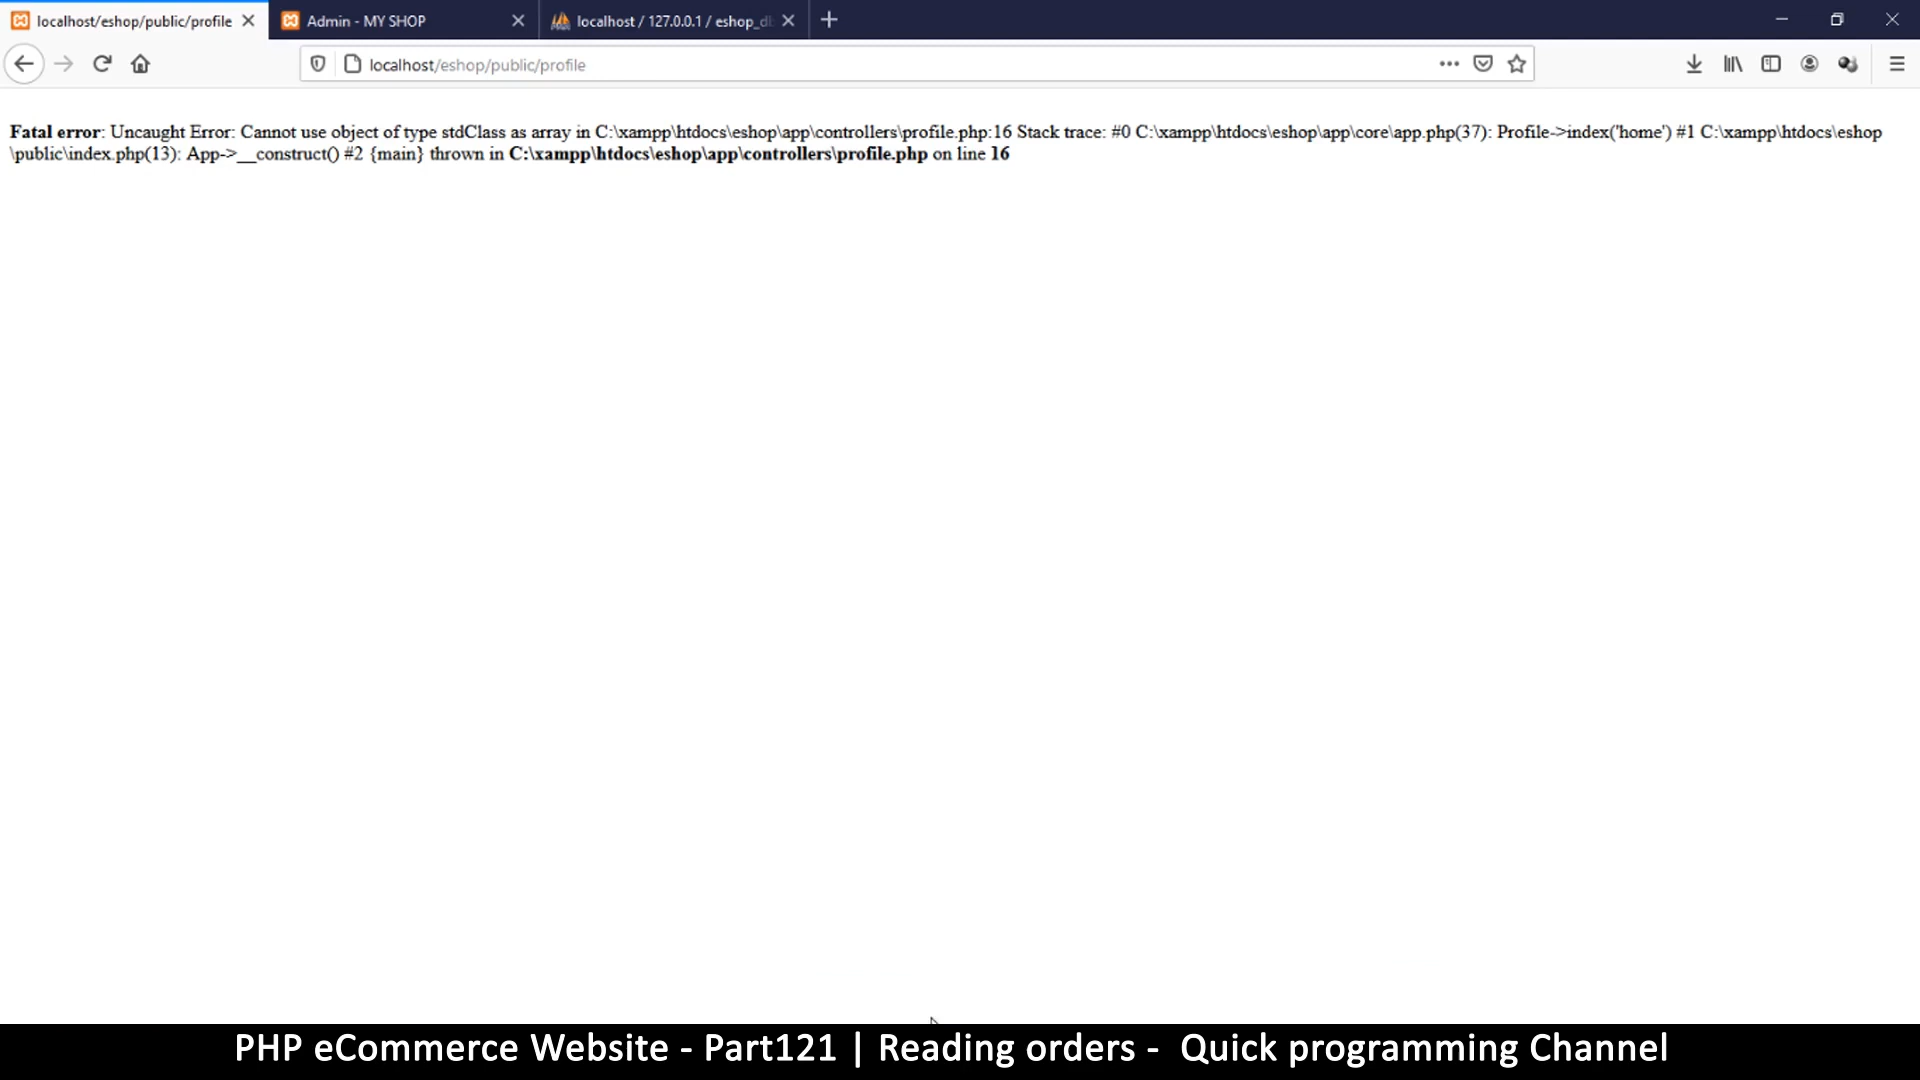 localhost/eshop/public/profile
Admin - MY SHOP
localhost / 127.0.0.1 / eshop_db
localhost/eshop/public/profile
Fatal error: Uncaught Error: Cannot use object of type stdClass as array in C:\xampp\htdocs\eshop\app\controllers\profile.php:16 Stack trace: #0 C:\xampp\htdocs\eshop\app\core\app.php(37): Profile->index('home') #1 C:\xampp\htdocs\eshop
\public\index.php(13): App->__construct() #2 {main} thrown in C:\xampp\htdocs\eshop\app\controllers\profile.php on line 16
PHP eCommerce Website - Part121 | Reading orders - Quick programming Channel